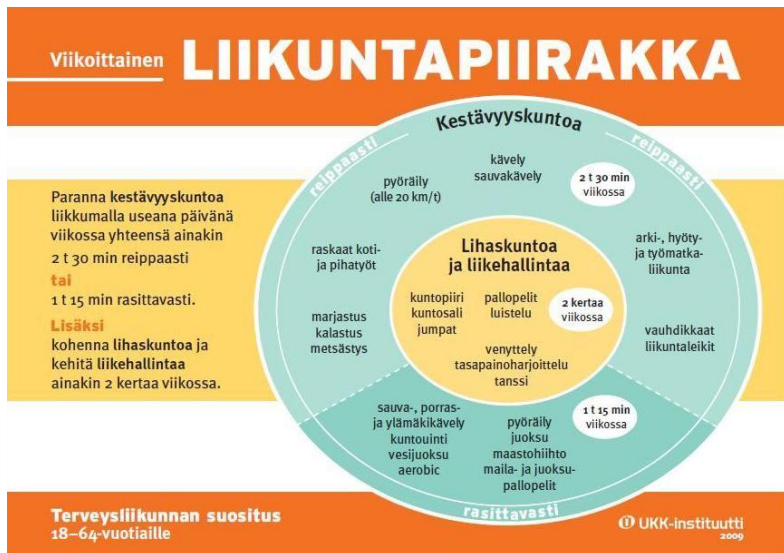 Viikoittainen LIIKUNTAPIIRAKKA
Paranna kestävyyskuntoa
liikkumalla useana päivänä
viikossa yhteensä ainakin
2 t 30 min reippaasti
tai
1 t 15 min rasittavasti.
Lisäksi
kohenna lihaskuntoa ja
kehitä liikehallintaa
ainakin 2 kertaa viikossa.
Kestävyyskuntoa
reippaasti
reippaasti
kävely
sauvakävely
2 t 30 min
viikossa
pyöräily
(alle 20 km/t)
raskaat koti-
ja pihatyöt
marjastus
kalastus
metsästys
arki-, hyöty-
ja työmatka-
liikunta
vauhdikkaat
liikuntaleikit
Lihaskuntoa
ja liikehallintaa
kuntopiiri
kuntosali
jumpat
pallopelit
luistelu
2 kertaa
viikossa
venyttely
tasapainoharjoittelu
tanssi
sauva-, porras-
ja ylämäkikävely
kuntouinti
vesijuoksu
aerobic
pyöräily
juoksu
maastohiihto
maila- ja juoksu-
pallopelit
1 t 15 min
viikossa
rasittavasti
Terveysliikunnan suositus
18–64-vuotiaille
UKK-instituutti
2009